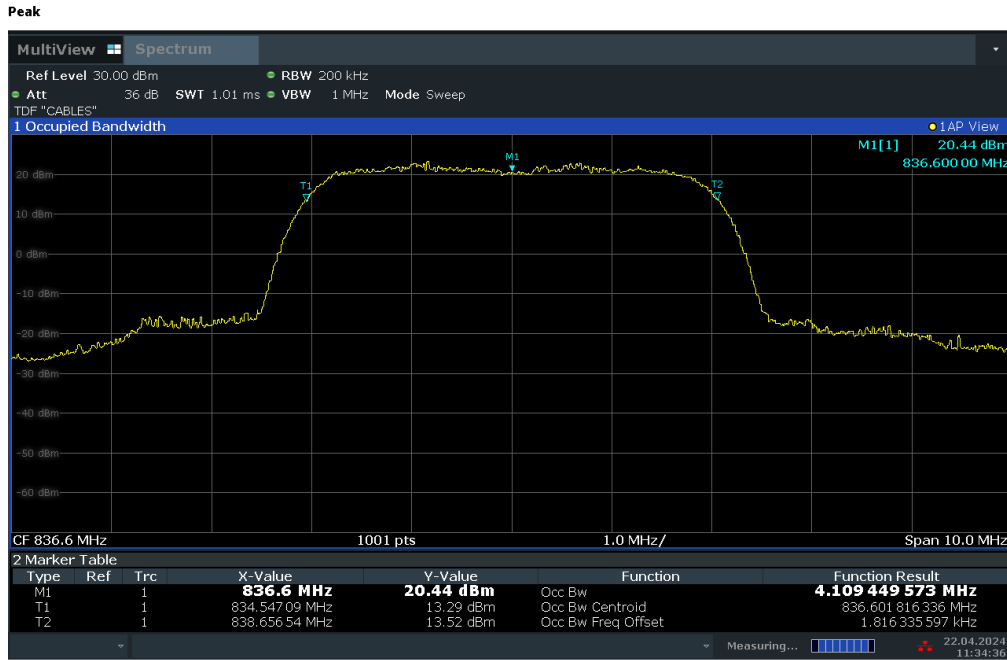 Peak
MultiView Spectrum
Ref Level 30.00 dBm RBW 200 kHz
Att 36 dB SWT 1.01 ms VBW 1 MHz Mode Sweep
TDF "CABLES"
1 Occupied Bandwidth 1AP View
M1[1] 20.44 dBm
836.600 00 MHz
M1
20 dBm
T1 T2
10 dBm
0 dBm
-10 dBm
-20 dBm
-30 dBm
-40 dBm
-50 dBm
-60 dBm
CF 836.6 MHz 1001 pts 1.0 MHz/ Span 10.0 MHz
2 Marker Table
Type Ref Trc X-Value Y-Value Function Function Result
M1 1 836.6 MHz 20.44 dBm Occ Bw 4.109 449 573 MHz
T1 1 834.547 09 MHz 13.29 dBm Occ Bw Centroid 836.601 816 336 MHz
T2 1 838.656 54 MHz 13.52 dBm Occ Bw Freq Offset 1.816 335 597 kHz
Measuring... 22.04.2024
11:34:36